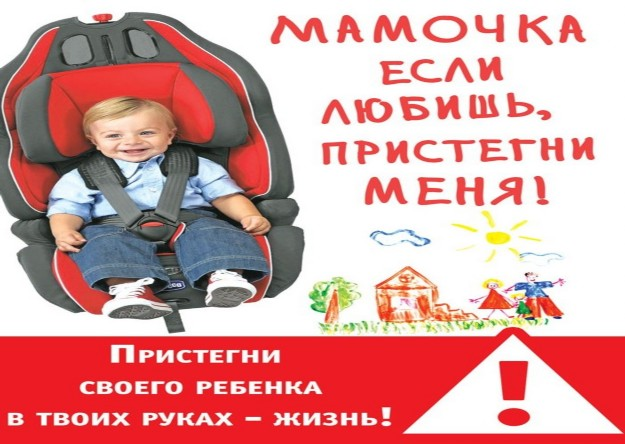 МАМОЧКА
ЕСЛИ
ЛЮБИШЬ,
ПРИСТЕГНИ
МЕНЯ!
ПРИСТЕГНИ
СВОЕГО РЕБЕНКА
В ТВОИХ РУКАХ – ЖИЗНЬ!
!